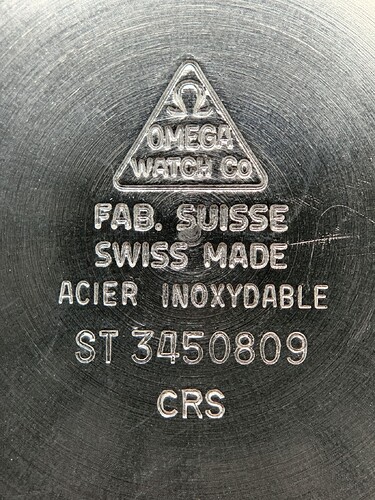 OMEGA
WATCH CO
FAB. SUISSE
SWISS MADE
ACIER INOXYDABLE
ST 3450809
CRS